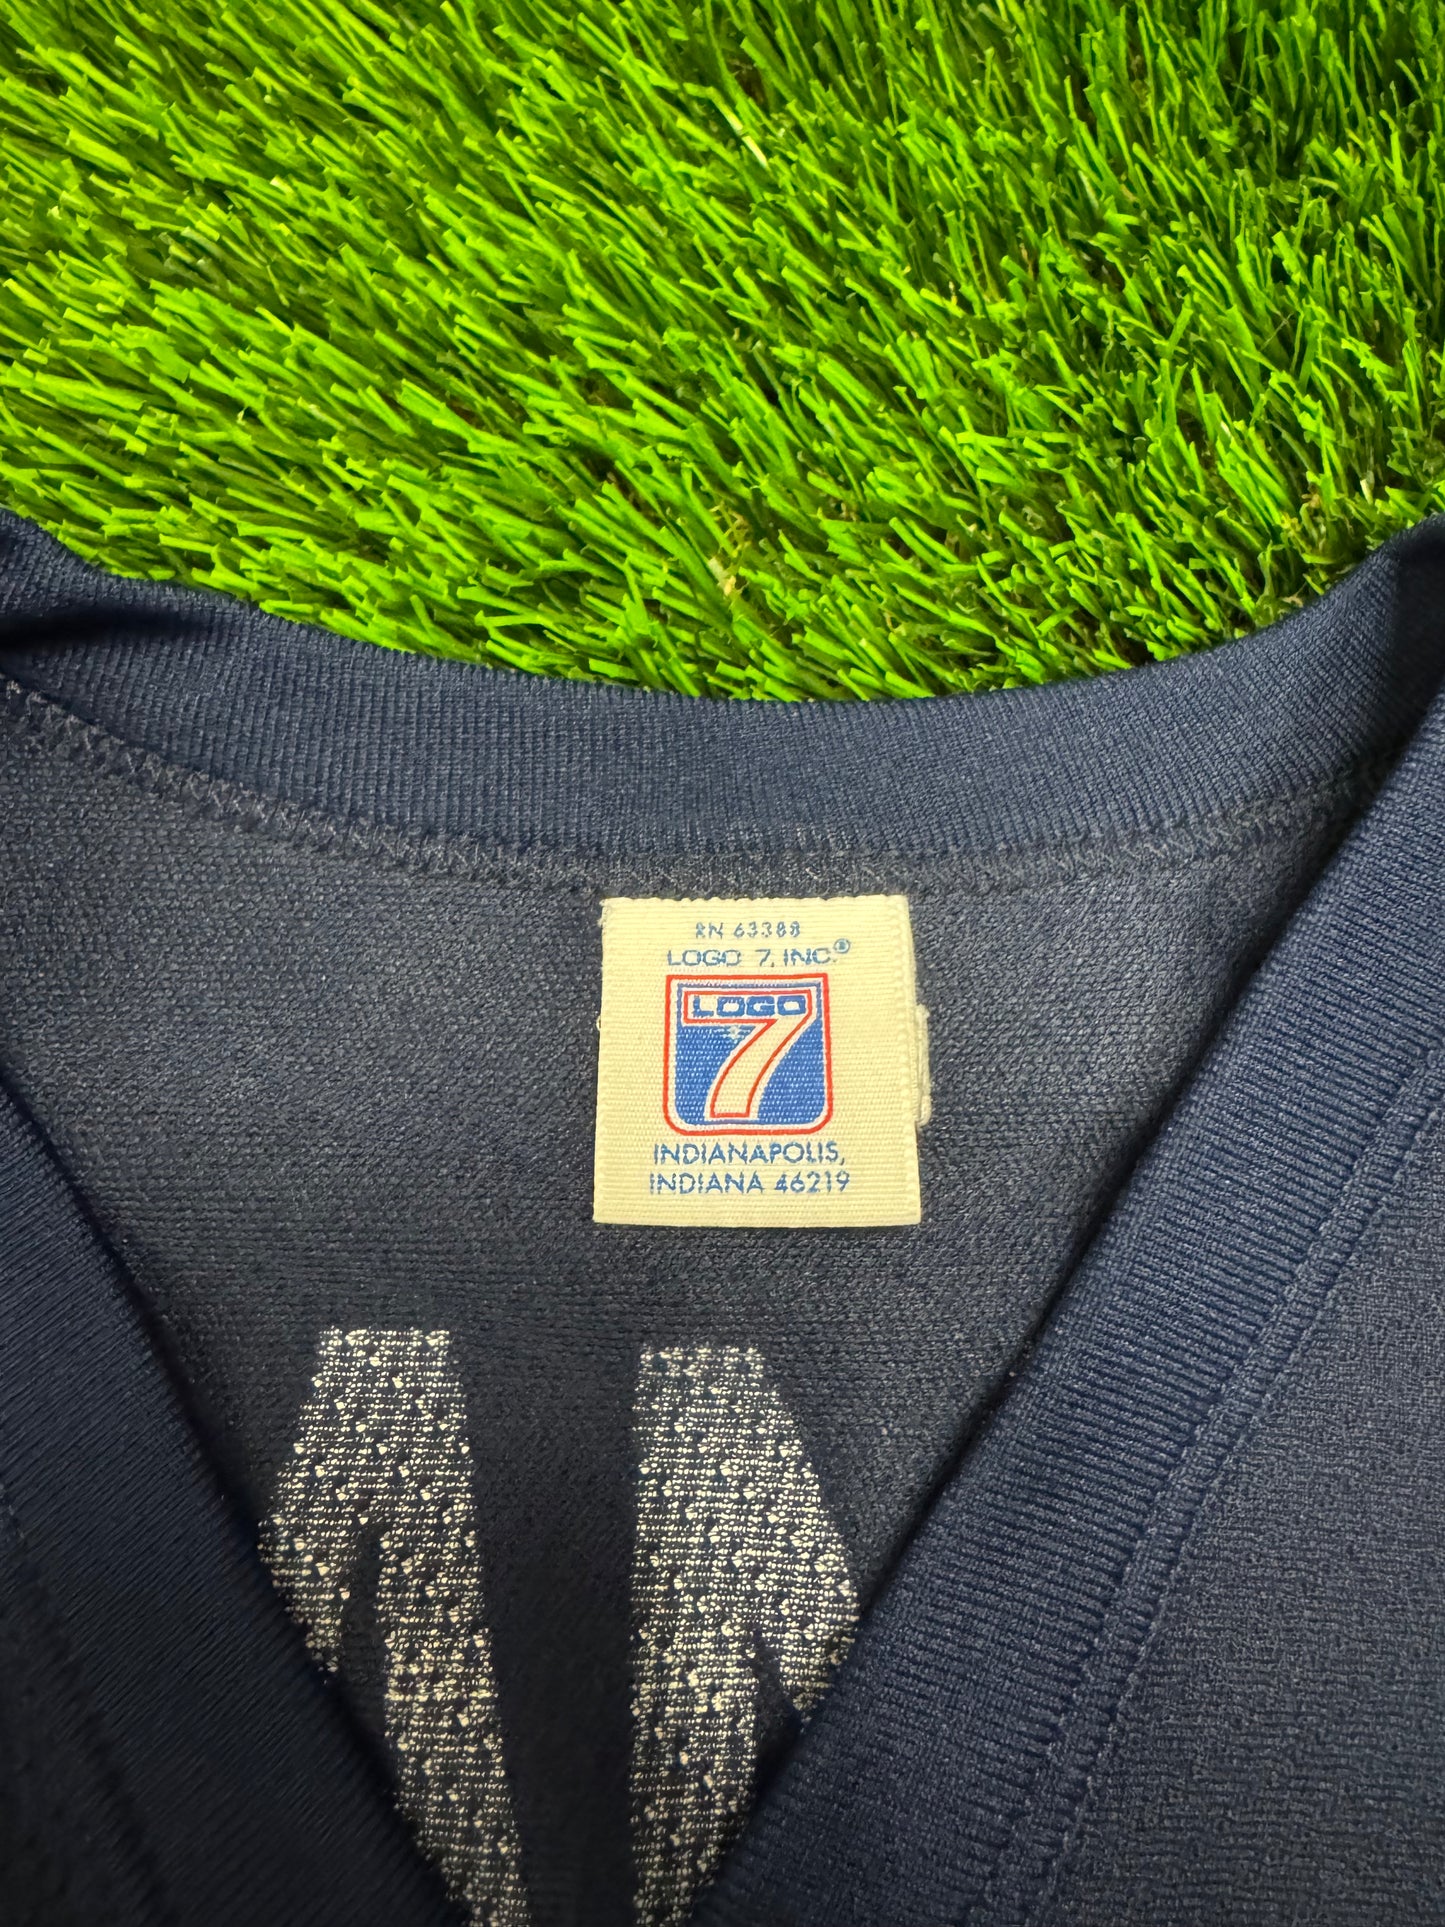 RN 63388
LOGO 7, INC.®
LOGO
7
INDIANAPOLIS,
INDIANA 46219